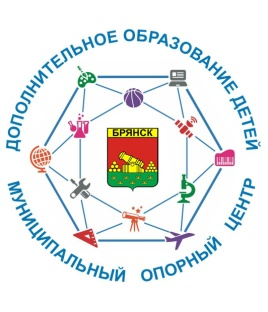 ДОПОЛНИТЕЛЬНОЕ ОБРАЗОВАНИЕ ДЕТЕЙ
БРЯНСК
МУНИЦИПАЛЬНЫЙ ОПОРНЫЙ ЦЕНТР